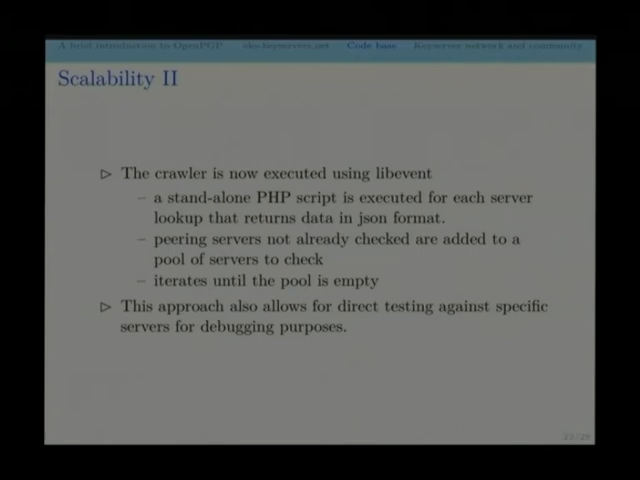 A brief introduction to OpenPGP sks-keyservers.net Code base Keyserver network and community
Scalability II
▷ The crawler is now executed using libevent
– a stand-alone PHP script is executed for each server
lookup that returns data in json format.
– peering servers not already checked are added to a
pool of servers to check
– iterates until the pool is empty
▷ This approach also allows for direct testing against specific
servers for debugging purposes.